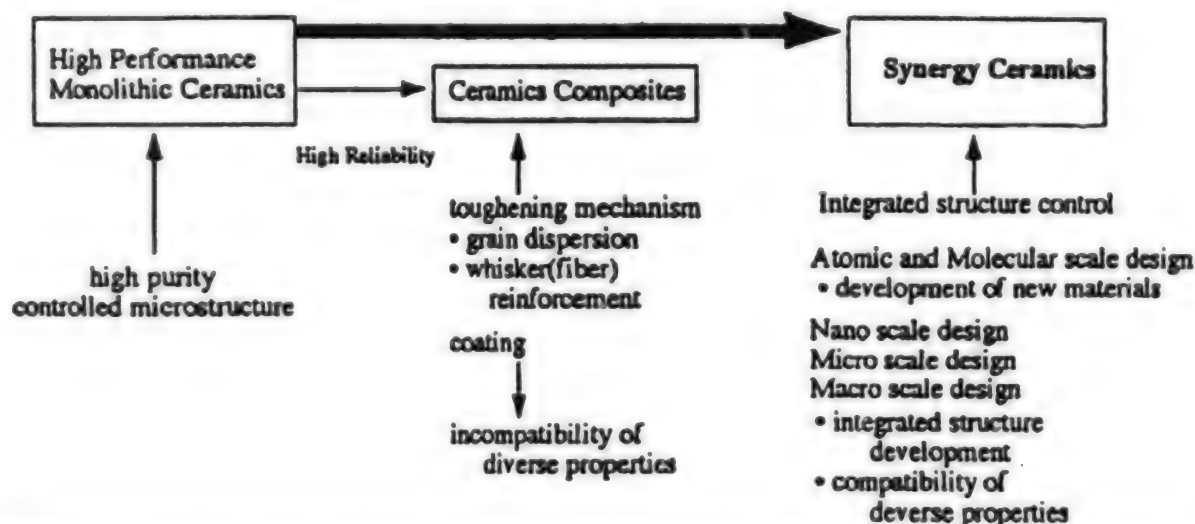 High Performance
Monolithic Ceramics
High Reliability
Ceramics Composites
Synergy Ceramics
high purity
controlled microstructure
toughening mechanism
• grain dispersion
• whisker(fiber)
reinforcement
coating
incompatibility of
diverse properties
Integrated structure control
Atomic and Molecular scale design
• development of new materials
Nano scale design
Micro scale design
Macro scale design
• integrated structure
development
• compatibility of
deverse properties